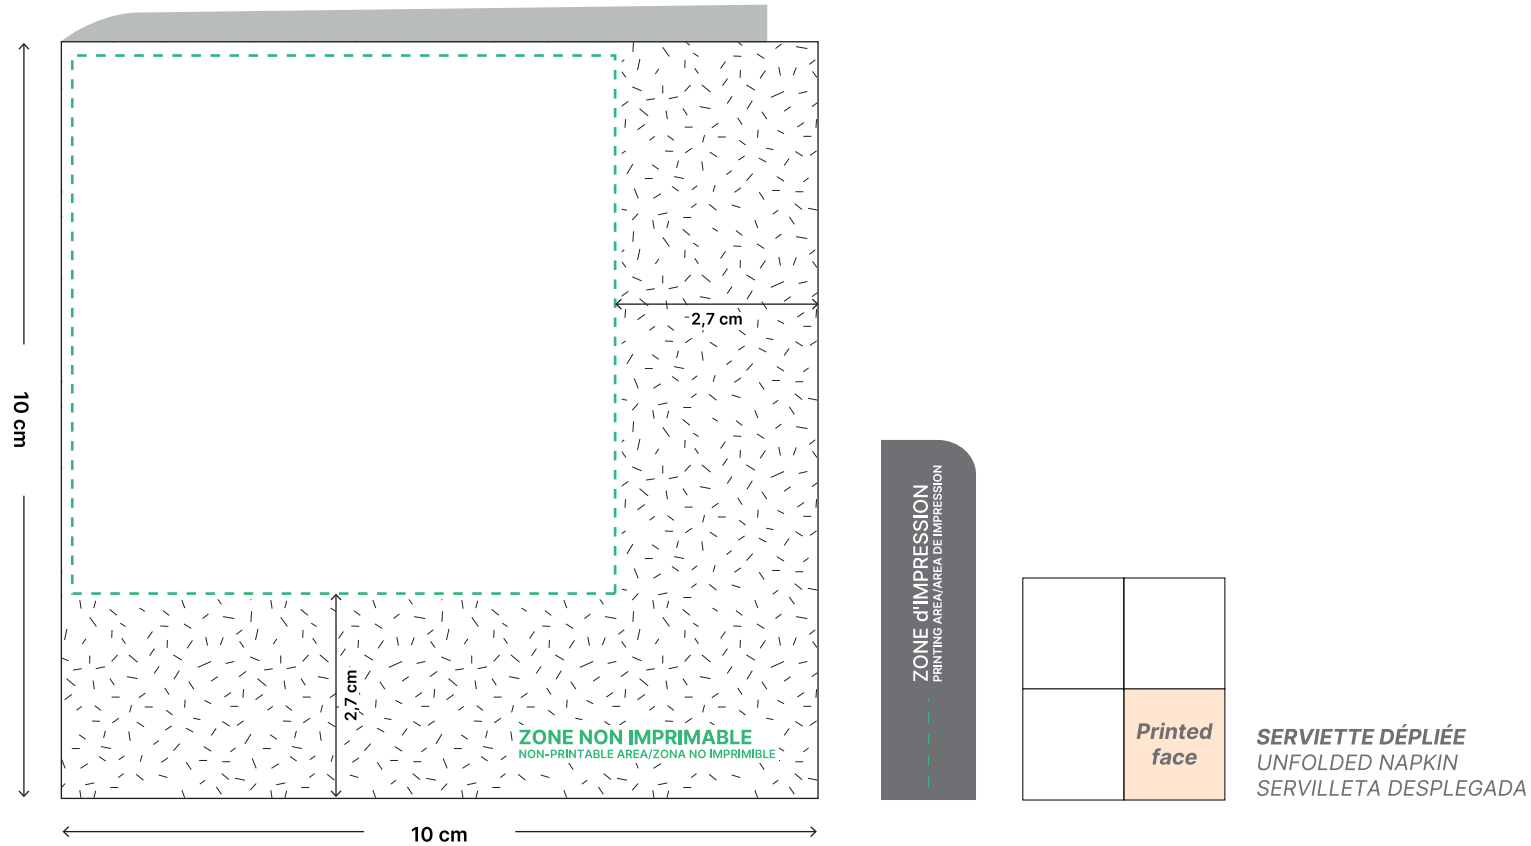 10 cm
2,7 cm
2,7 cm
ZONE NON IMPRIMABLE
NON-PRINTABLE AREA/ZONA NO IMPRIMIBLE
10 cm
ZONE d'IMPRESSION
PRINTING AREA/AREA DE IMPRESSION
Printed
face
SERVIETTE DÉPLIÉE
UNFOLDED NAPKIN
SERVILLETA DESPLEGADA